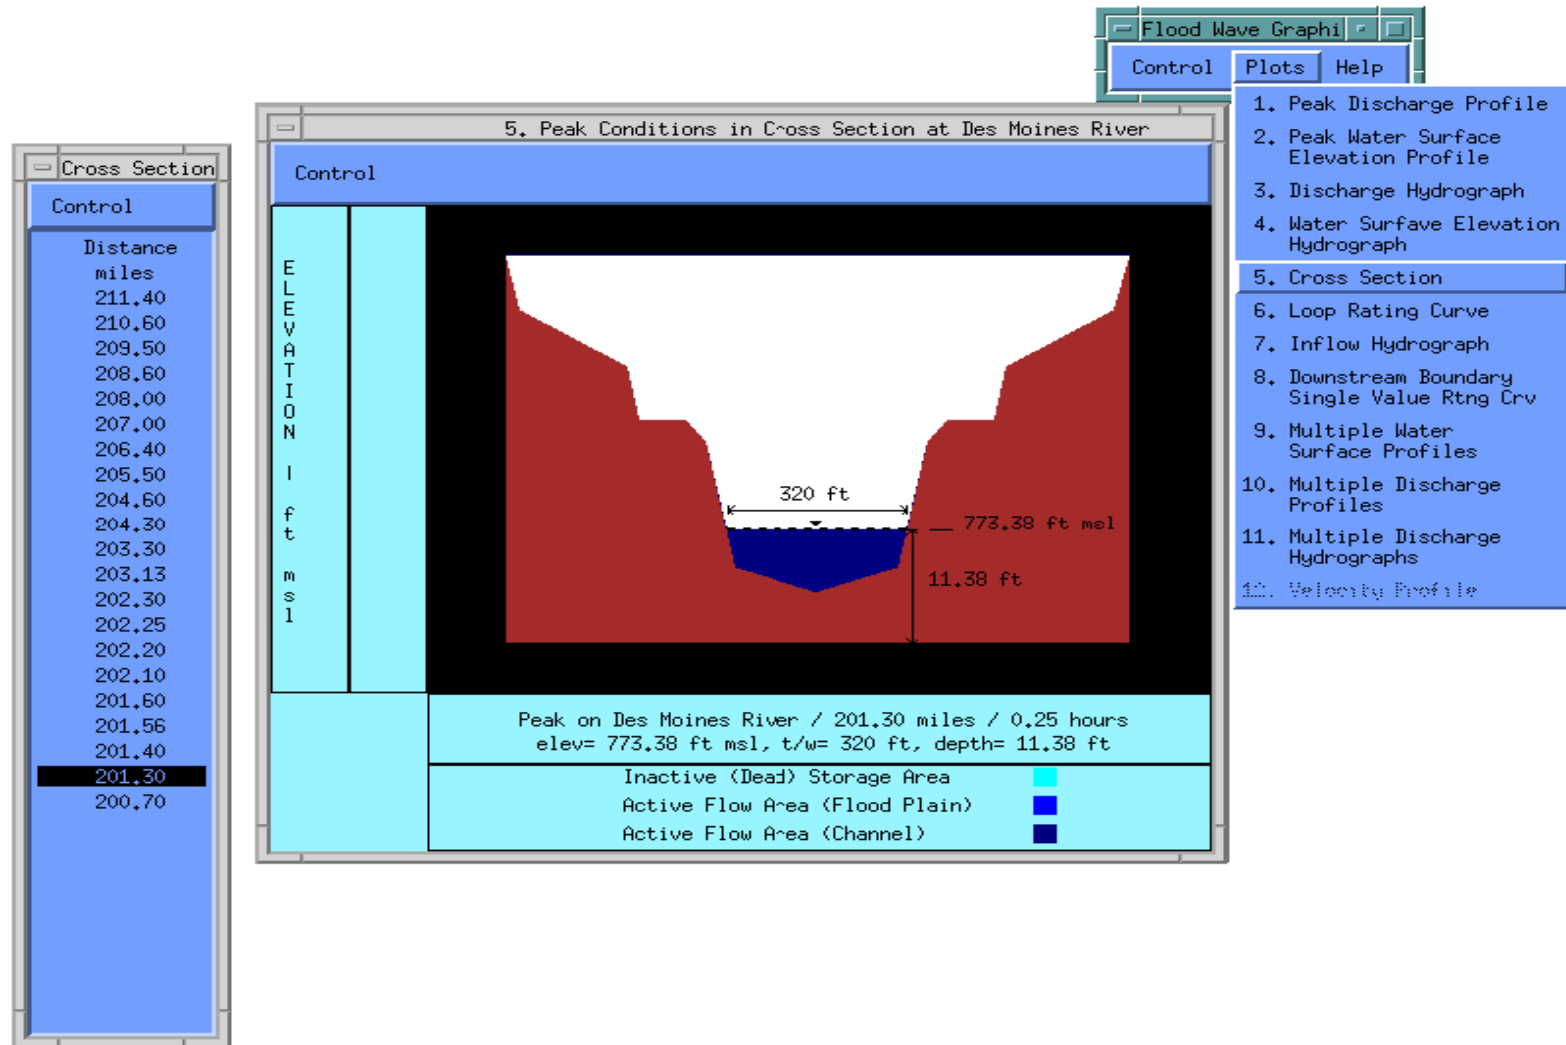 Flood Wave Graphi
Control Plots Help
1. Peak Discharge Profile
2. Peak Water Surface
Elevation Profile
3. Discharge Hydrograph
4. Water Surfave Elevation
Hydrograph
5. Cross Section
6. Loop Rating Curve
7. Inflow Hydrograph
8. Downstream Boundary
Single Value Rtng Crv
9. Multiple Water
Surface Profiles
10. Multiple Discharge
Profiles
11. Multiple Discharge
Hydrographs
12. Velocity Profile
5. Peak Conditions in Cross Section at Des Moines River
Control
ELEVATION | ft msl
320 ft
773.38 ft msl
11.38 ft
Peak on Des Moines River / 201.30 miles / 0.25 hours
elev= 773.38 ft msl, t/w= 320 ft, depth= 11.38 ft
Inactive (Dead) Storage Area
Active Flow Area (Flood Plain)
Active Flow Area (Channel)
Cross Section
Control
Distance
miles
211.40
210.60
209.50
208.60
208.00
207.00
206.40
205.50
204.60
204.30
203.30
203.13
202.30
202.25
202.20
202.10
201.60
201.56
201.40
201.30
200.70